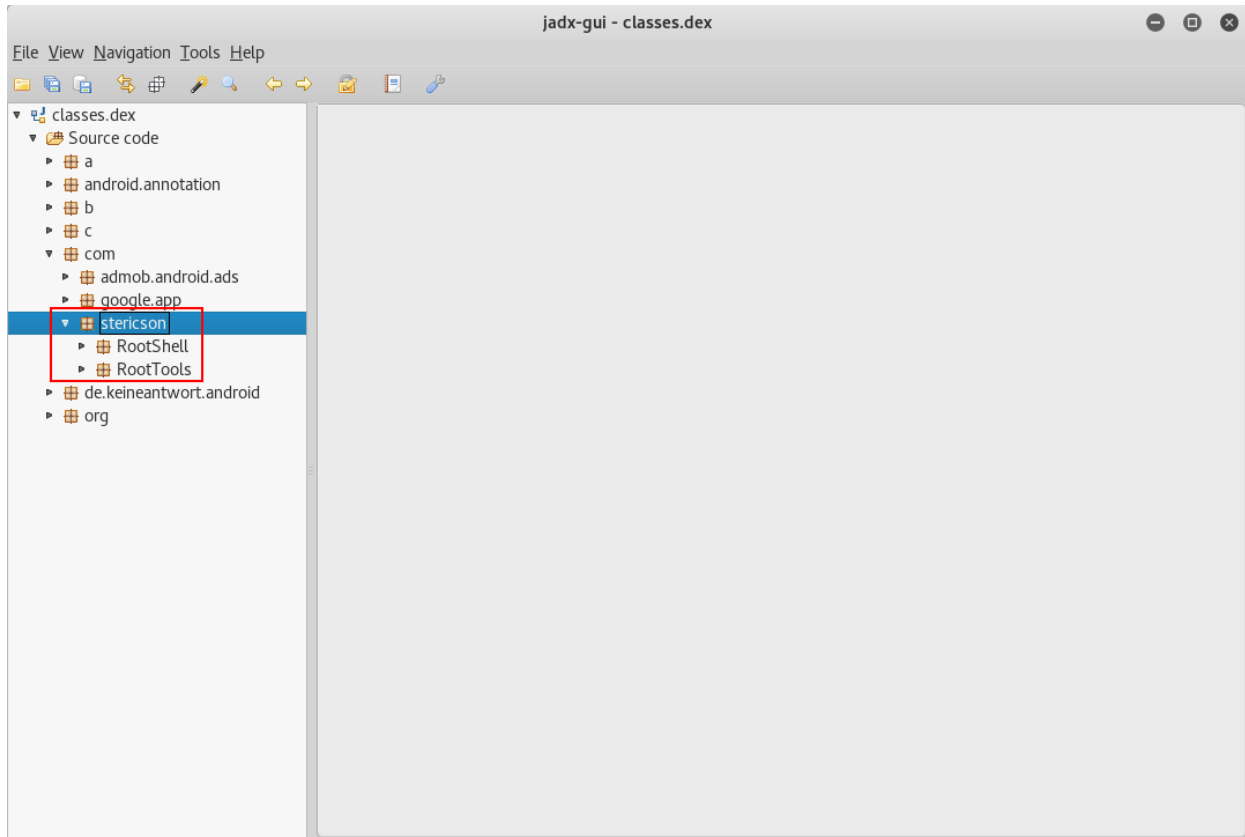 jadx-gui - classes.dex
File View Navigation Tools Help
classes.dex
Source code
a
android.annotation
b
c
com
admob.android.ads
google.app
stericson
RootShell
RootTools
de.keineantwort.android
org